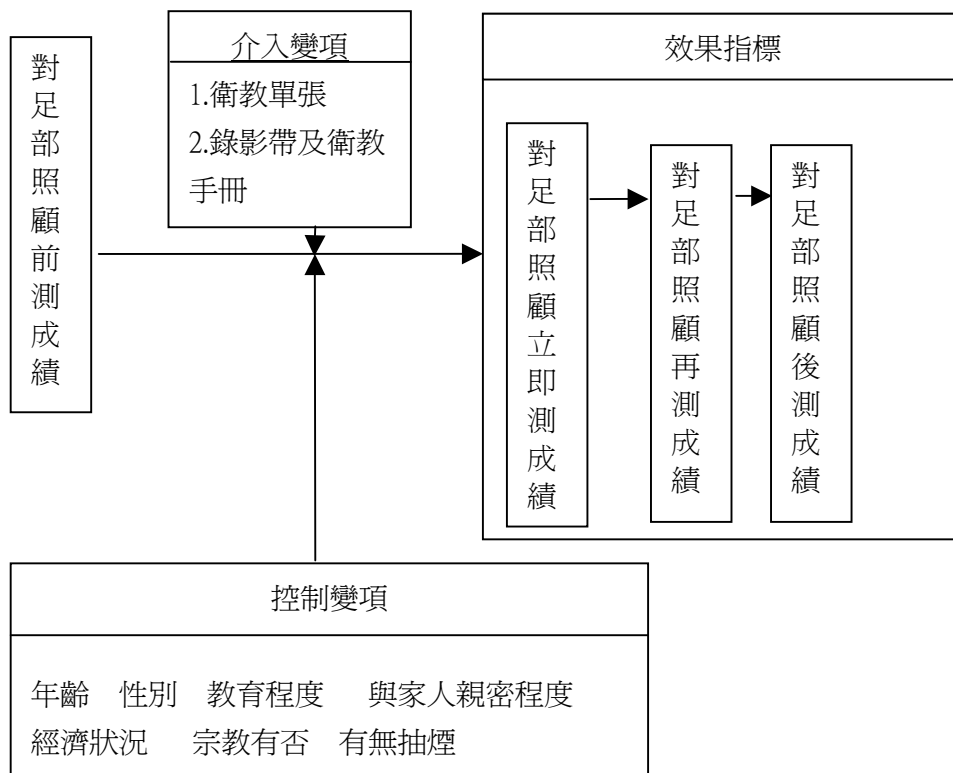 對足部照顧前測成績
介入變項
1.衛教單張
2.錄影帶及衛教
手冊
效果指標
對足部照顧立即測成績
對足部照顧再測成績
對足部照顧後測成績
控制變項
年齡 性別 教育程度 與家人親密程度
經濟狀況 宗教有否 有無抽煙